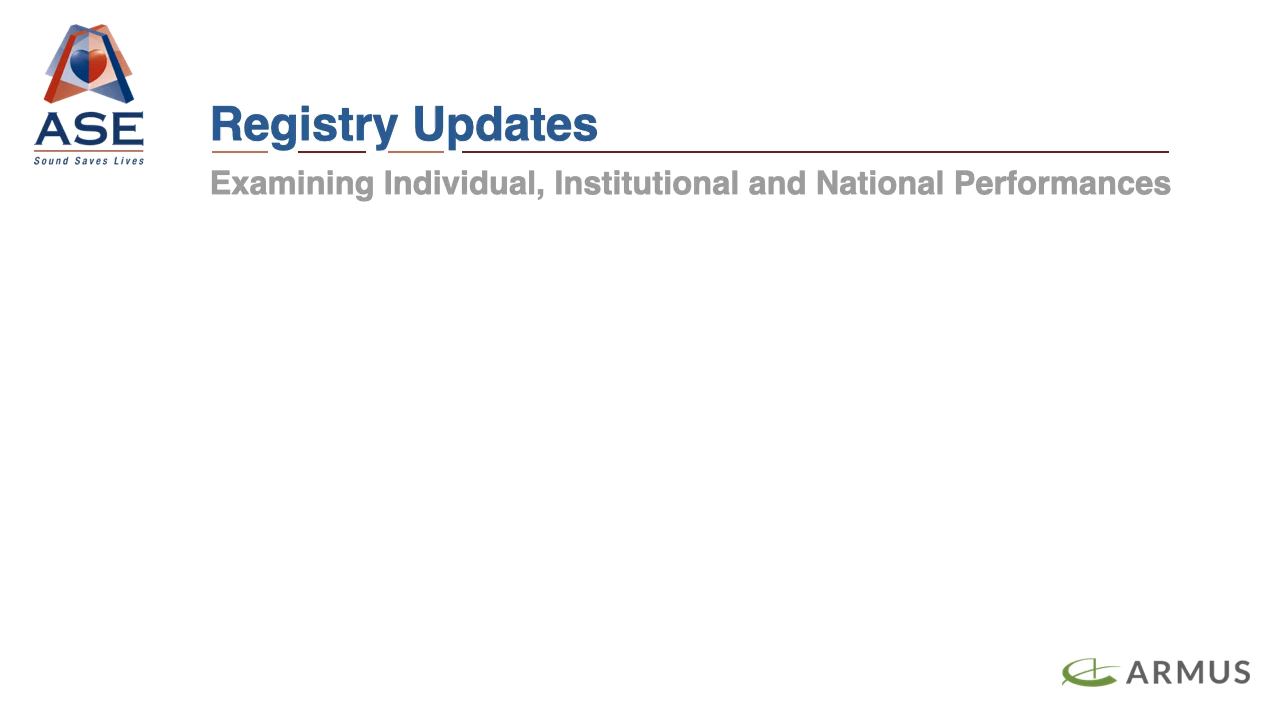 ASE
Sound Saves Lives
Registry Updates
Examining Individual, Institutional and National Performances
ARMUS